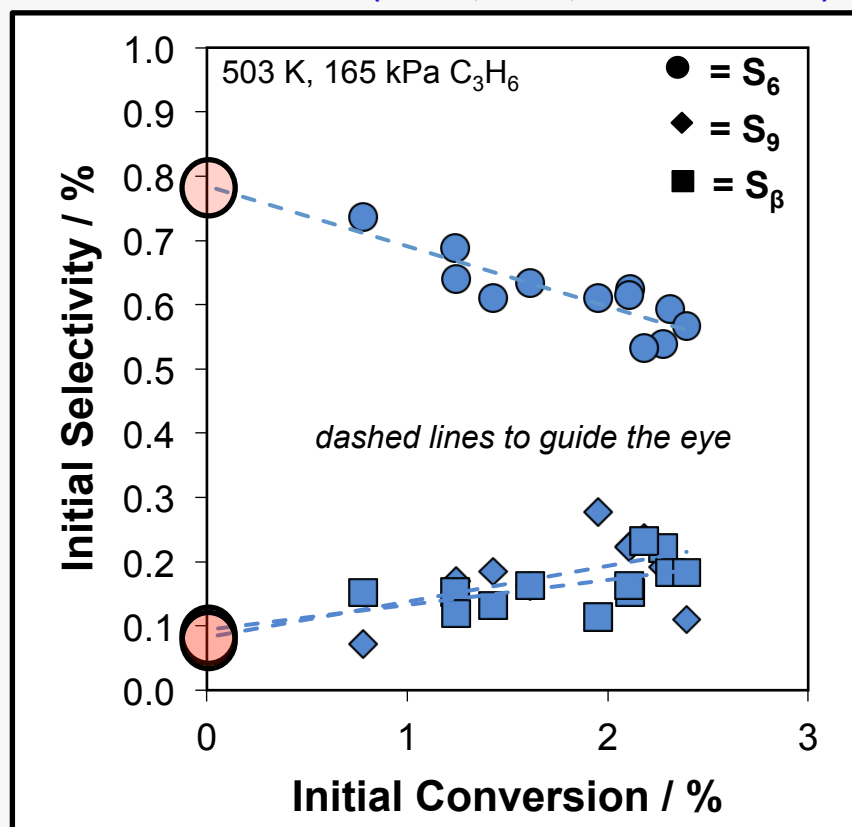 503 K, 165 kPa C₃H₆
= S₆
= S₉
= Sᵦ
dashed lines to guide the eye
Initial Selectivity / %
1.0
0.9
0.8
0.7
0.6
0.5
0.4
0.3
0.2
0.1
0.0
0 1 2 3
Initial Conversion / %